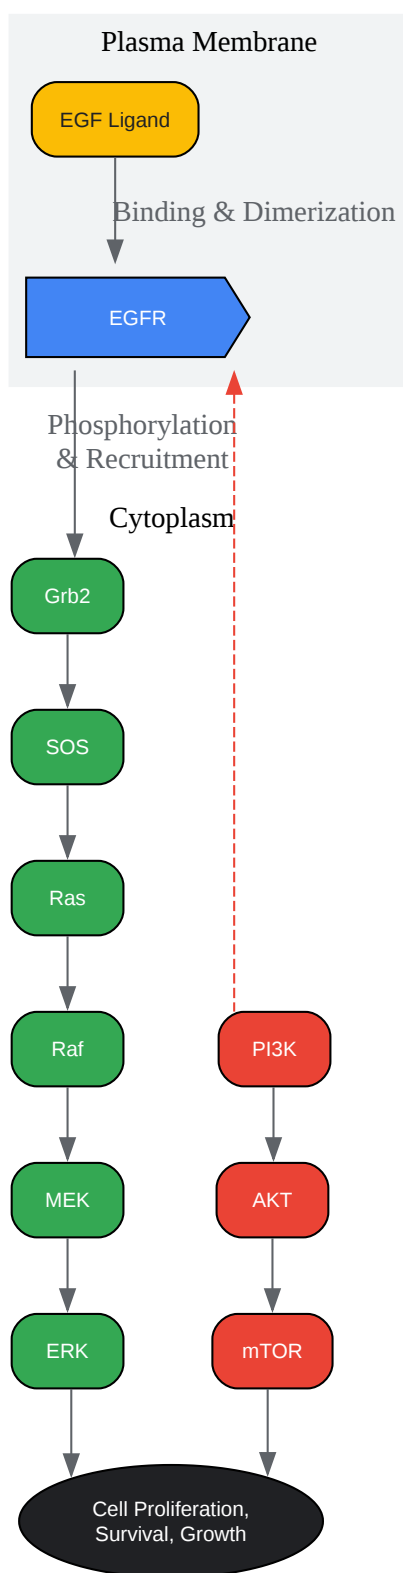 Plasma Membrane
EGF Ligand
Binding & Dimerization
EGFR
Phosphorylation
& Recruitment
Cytoplasm
Grb2
SOS
Ras
Raf
PI3K
MEK
AKT
ERK
mTOR
Cell Proliferation,
Survival, Growth